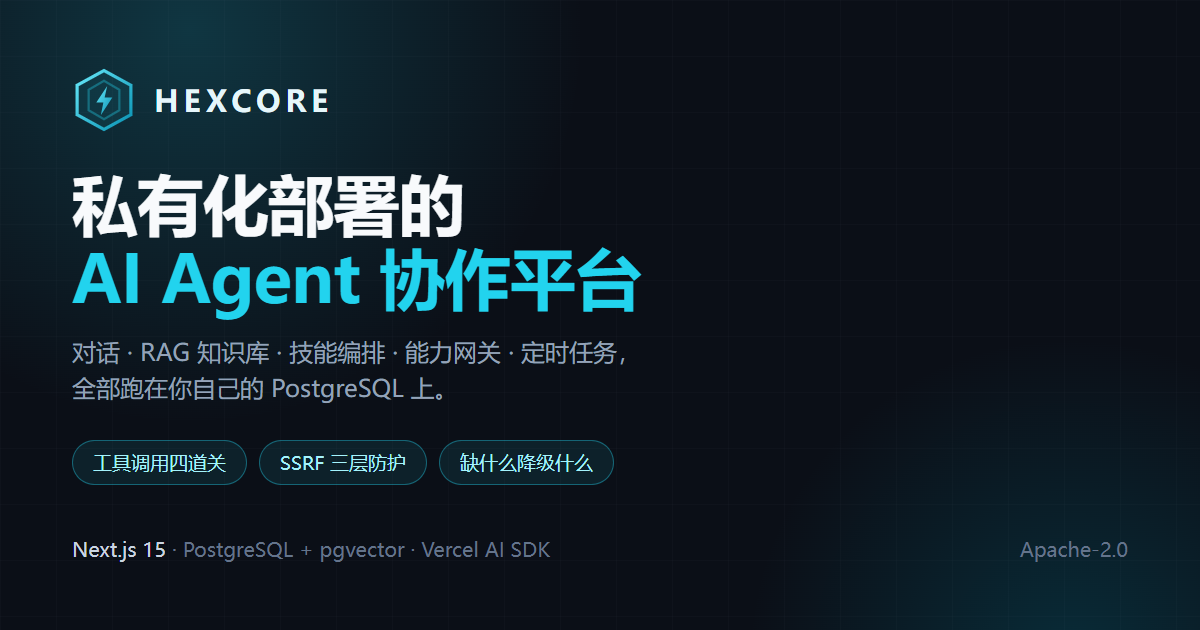 HEXCORE
私有化部署的
AI Agent 协作平台
对话 · RAG 知识库 · 技能编排 · 能力网关 · 定时任务，
全部跑在你自己的 PostgreSQL 上。
工具调用四道关
SSRF 三层防护
缺什么降级什么
Next.js 15 · PostgreSQL + pgvector · Vercel AI SDK
Apache-2.0